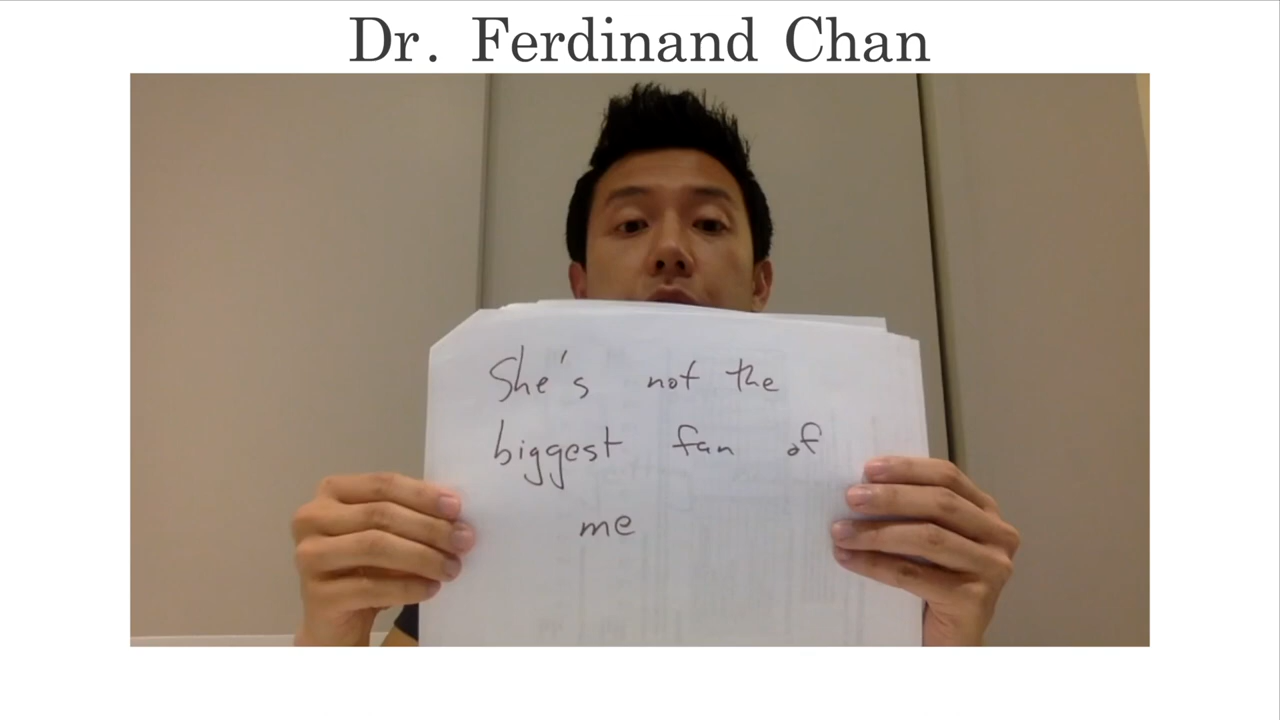 Dr. Ferdinand Chan
She's not the
biggest fan of
me